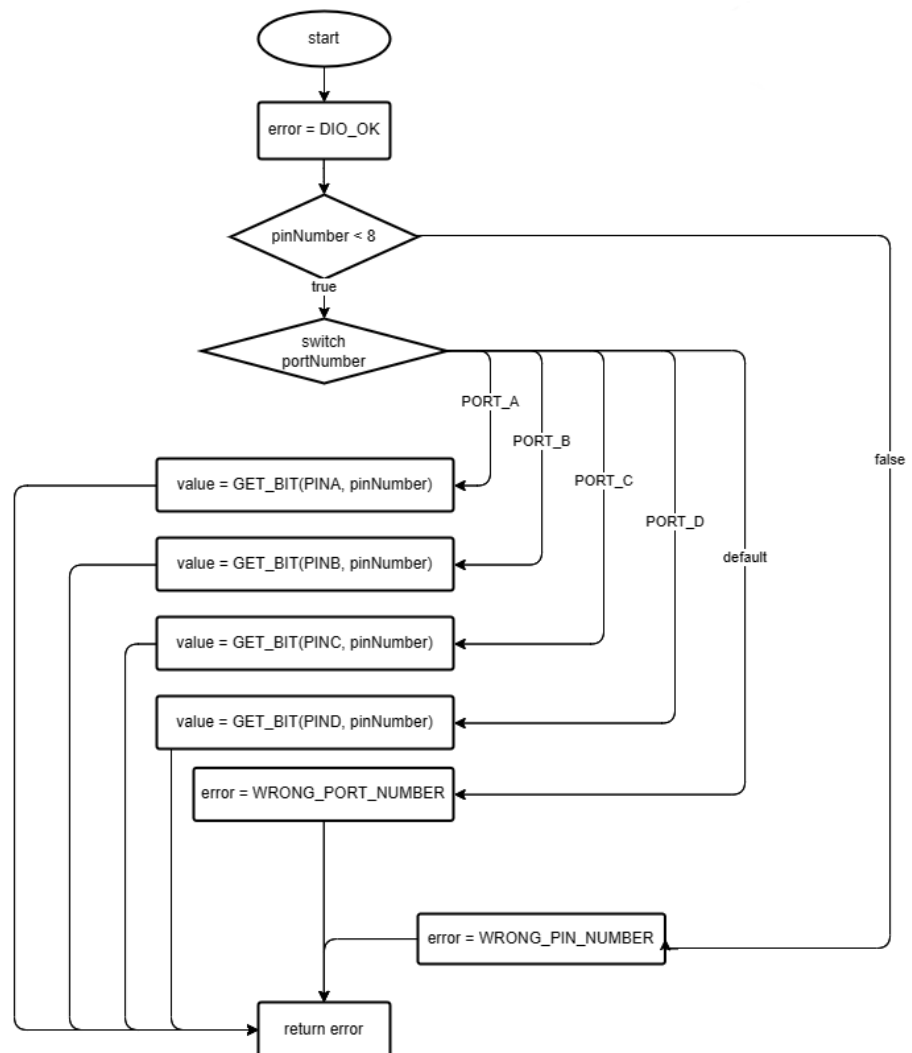 start
error = DIO_OK
pinNumber < 8
true
switch
portNumber
PORT_A
PORT_B
false
PORT_C
value = GET_BIT(PINA, pinNumber)
PORT_D
default
value = GET_BIT(PINB, pinNumber)
value = GET_BIT(PINC, pinNumber)
value = GET_BIT(PIND, pinNumber)
error = WRONG_PORT_NUMBER
error = WRONG_PIN_NUMBER
return error